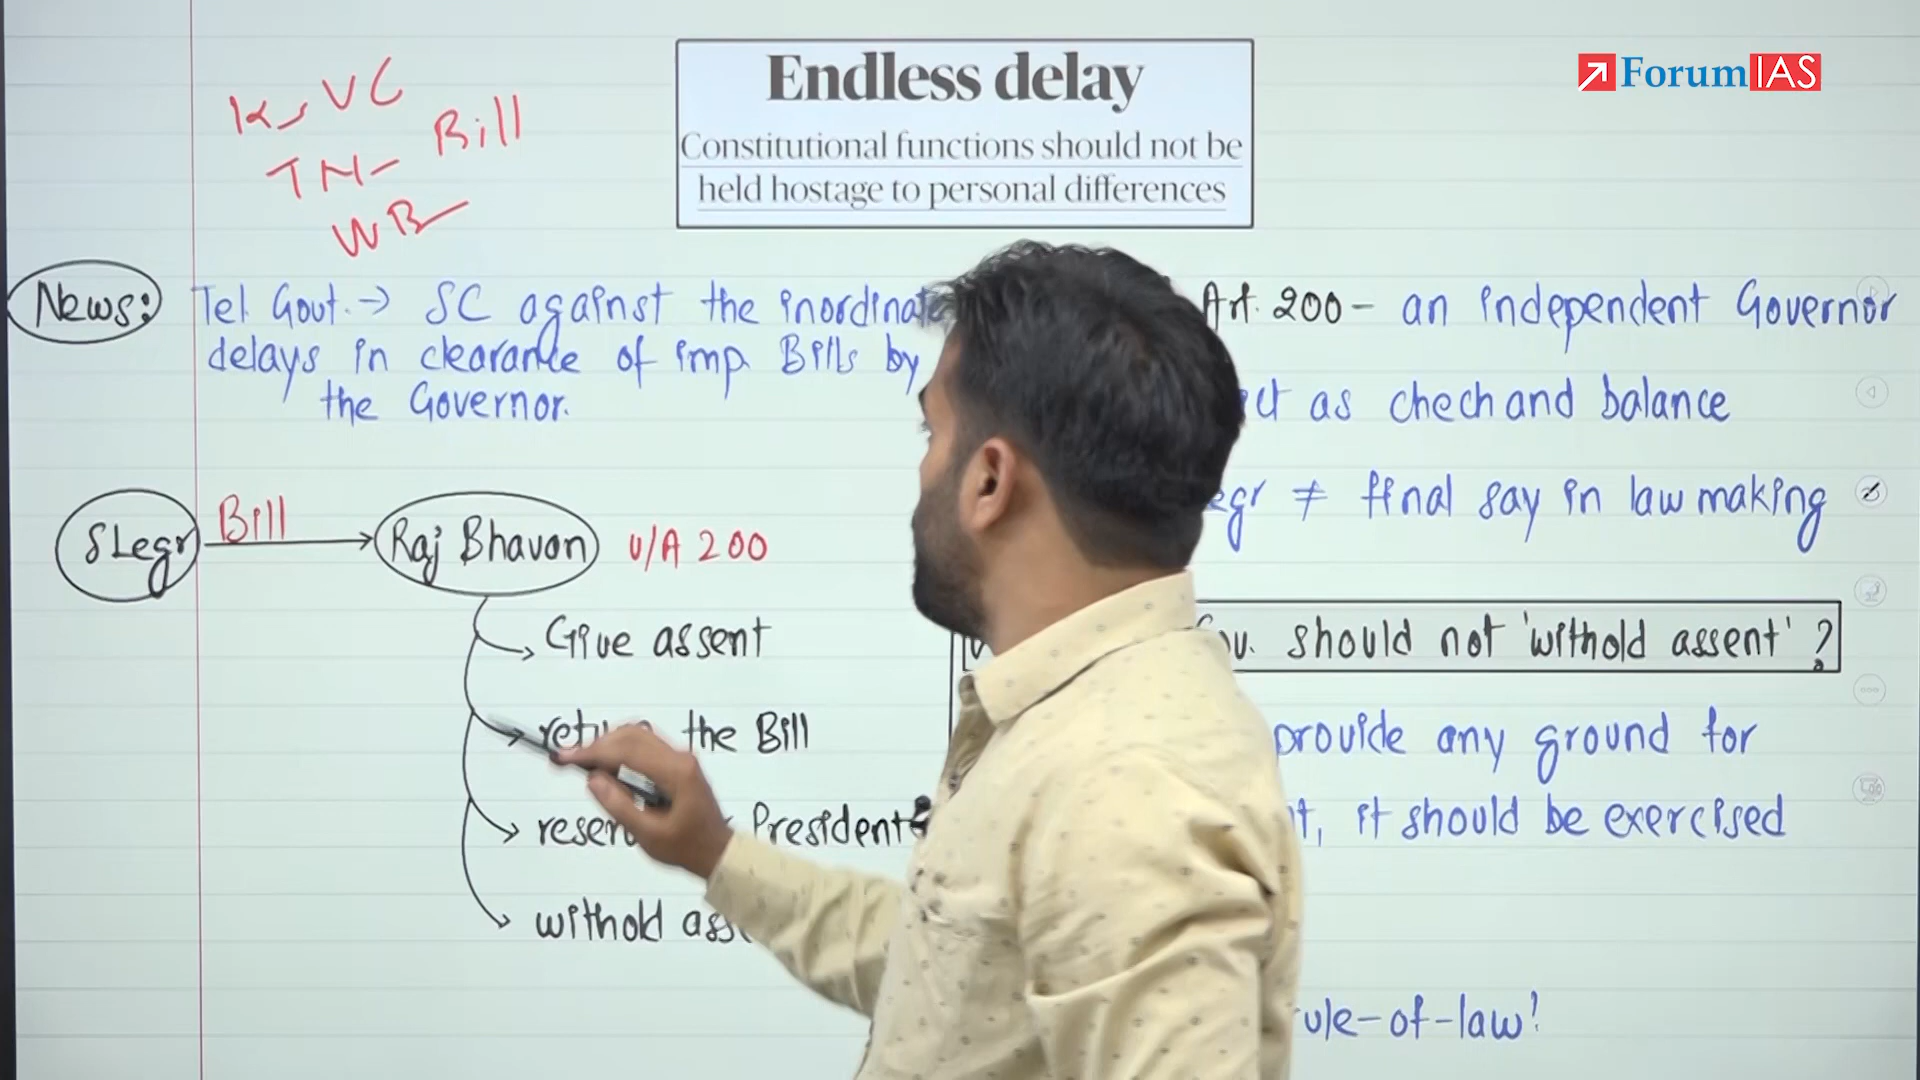 ForumIAS
Endless delay
Constitutional functions should not be
held hostage to personal differences
K, VC
TN- Bill
WB
News:
Tel. Govt. → SC against the inordinate
delays in clearance of imp. Bills by
the Governor.
SLegr
Bill
Raj Bhavan
U/A 200
Give assent
the Bill
President
withold
Art. 200 - an independent Governor
as chech and balance
≠ final say in law making
should not 'withold assent' ?
provide any ground for
it should be exercised
-of-law!